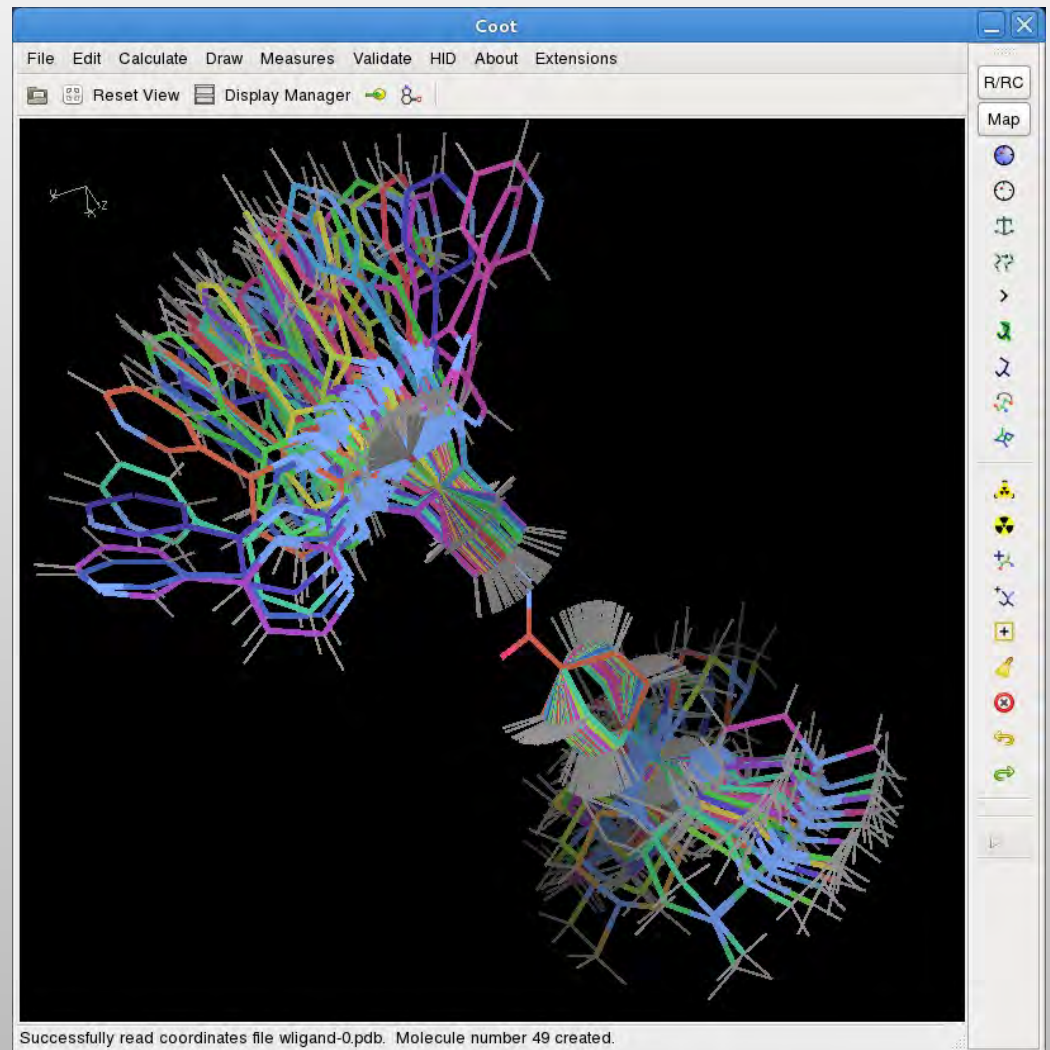 Coot
File Edit Calculate Draw Measures Validate HID About Extensions
Reset View Display Manager
R/RC
Map
y
x
z
Successfully read coordinates file wligand-0.pdb. Molecule number 49 created.